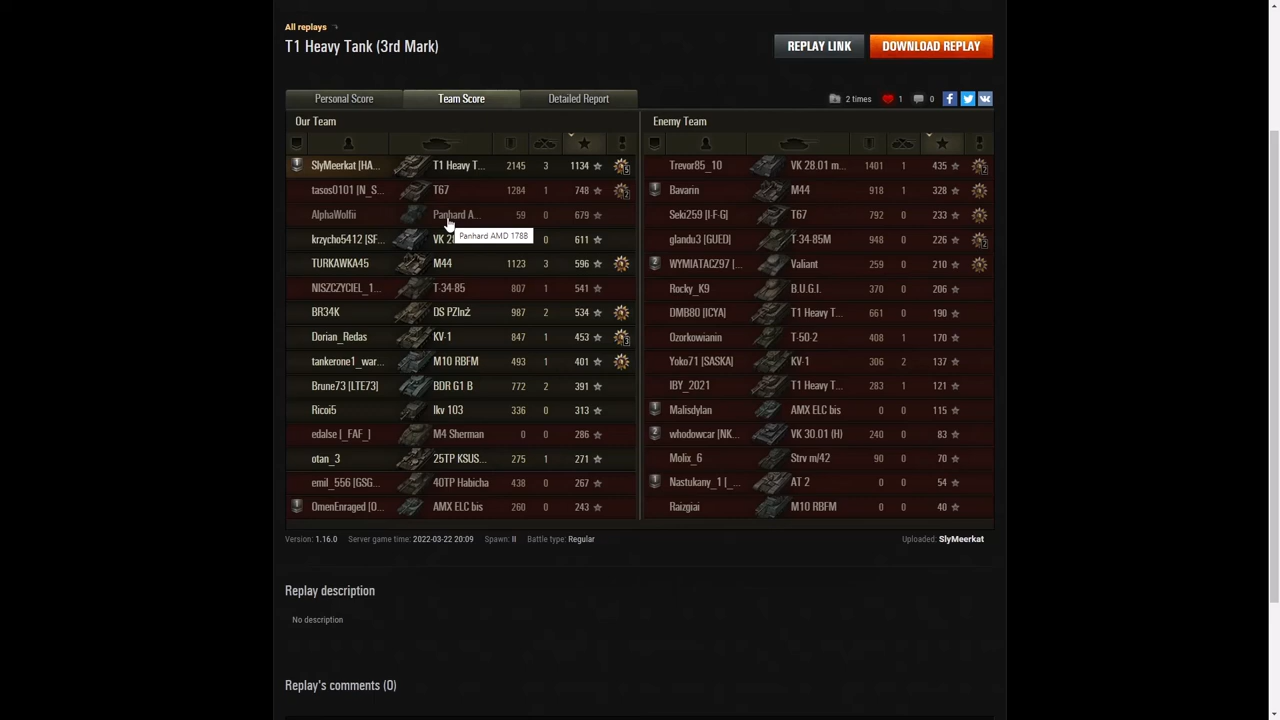 All replays
T1 Heavy Tank (3rd Mark)
REPLAY LINK
DOWNLOAD REPLAY
Personal Score
Team Score
Detailed Report
2 times
1
0
Our Team
SlyMeerkat [HA... T1 Heavy T... 2145 3 1134 5
tasos0101 [N_S... T67 1284 1 748 2
AlphaWolfii Panhard A... 59 0 679
Panhard AMD 178B
krzycho5412 [SF... VK 2 0 611
TURKAWKA45 M44 1123 3 596
NISZCZYCIEL_1... T-34-85 807 1 541
BR34K DS PZInż 987 2 534
Dorian_Redas KV-1 847 1 453 3
tankerone1_war... M10 RBFM 493 1 401
Brune73 [LTE73] BDR G1 B 772 2 391
Ricoi5 Ikv 103 336 0 313
edalse [_FAF_] M4 Sherman 0 0 286
otan_3 25TP KSUS... 275 1 271
emil_556 [GSG... 40TP Habicha 438 0 267
OmenEnraged [O... AMX ELC bis 260 0 243
Enemy Team
Trevor85_10 VK 28.01 m... 1401 1 435 2
Bavarin M44 918 1 328
Seki259 [I-F-G] T67 792 0 233
glandu3 [GUED] T-34-85M 948 0 226 2
WYMIATACZ97 [... Valiant 259 0 210
Rocky_K9 B.U.G.I. 370 0 206
DMB80 [ICYA] T1 Heavy T... 661 0 190
Ozorkowianin T-50-2 408 1 170
Yoko71 [SASKA] KV-1 306 2 137
IBY_2021 T1 Heavy T... 283 1 121
Malisdylan AMX ELC bis 0 0 115
whodowcar [NK... VK 30.01 (H) 240 0 83
Molix_6 Strv m/42 90 0 70
Nastukany_1 [_... AT 2 0 0 54
Raizgiai M10 RBFM 0 0 40
Version: 1.16.0 Server game time: 2022-03-22 20:09 Spawn: II Battle type: Regular
Uploaded: SlyMeerkat
Replay description
No description
Replay's comments (0)